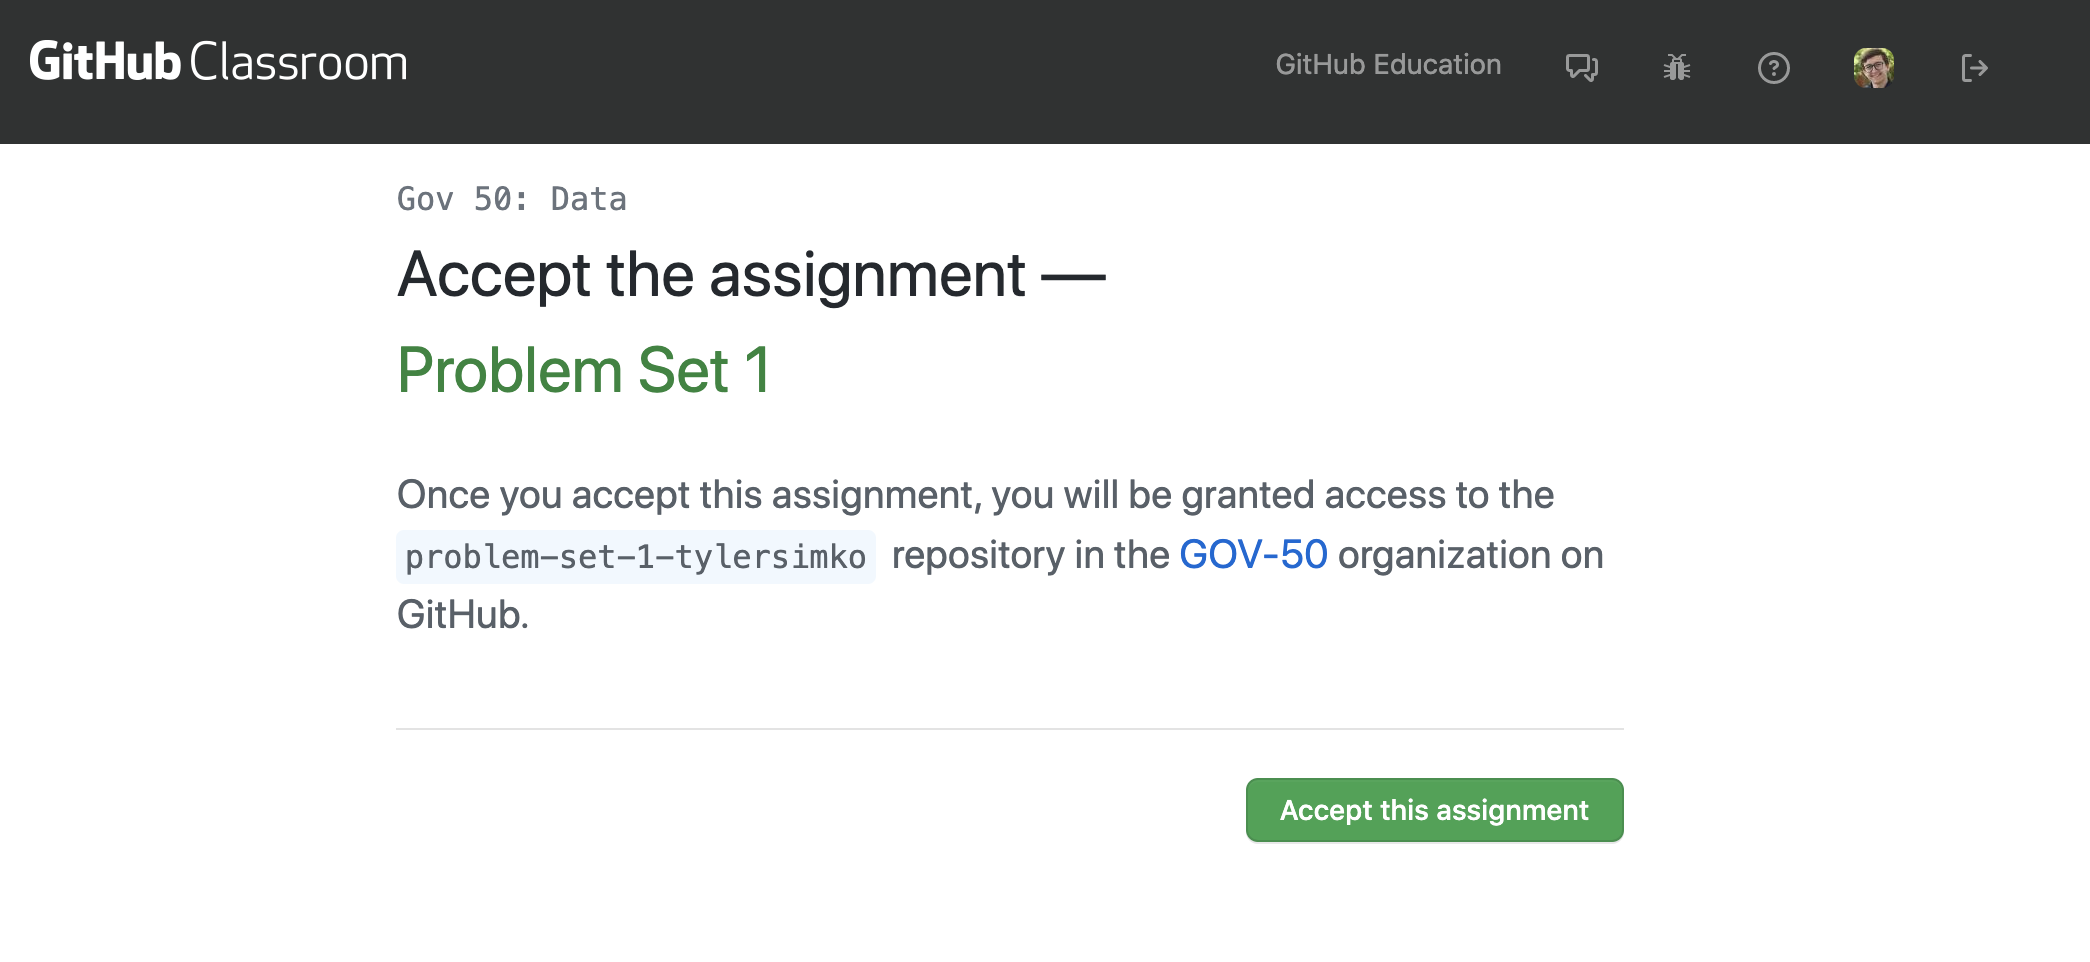 GitHub Classroom
GitHub Education
Gov 50: Data
Accept the assignment —
Problem Set 1
Once you accept this assignment, you will be granted access to the
problem-set-1-tylersimko repository in the GOV-50 organization on
GitHub.
Accept this assignment